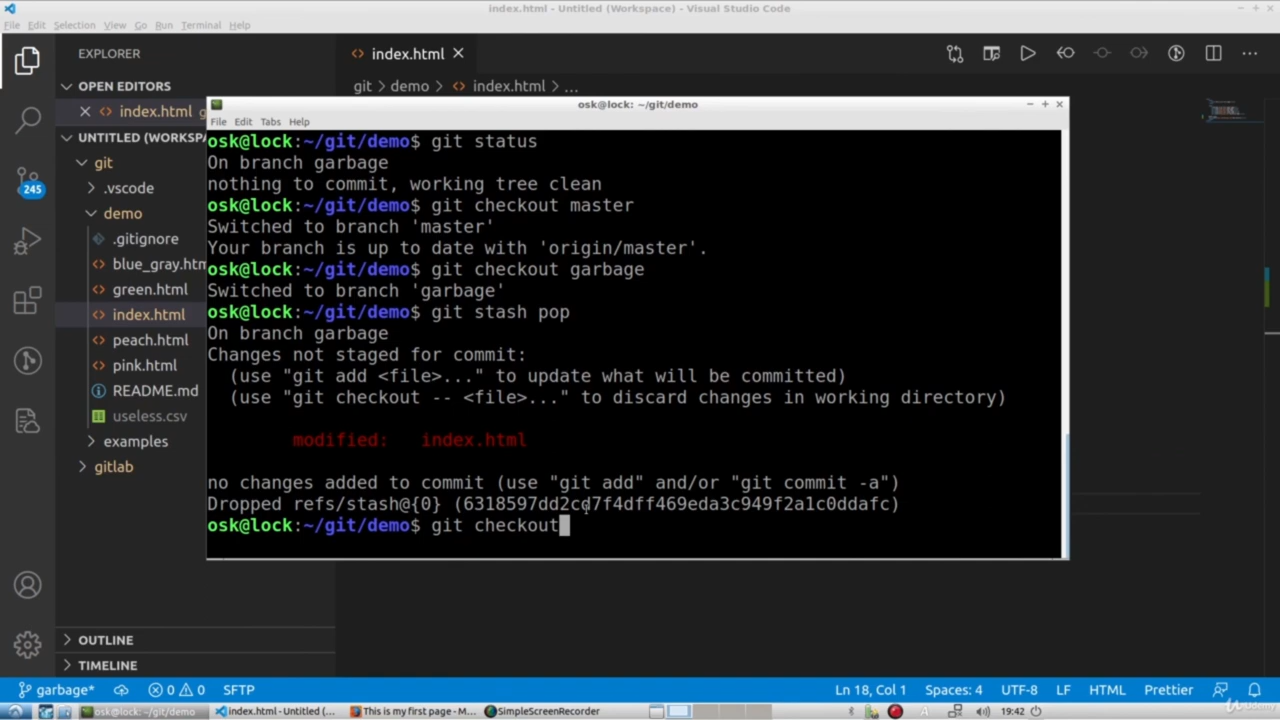 index.html - Untitled (Workspace) - Visual Studio Code
File Edit Selection View Go Run Terminal Help
EXPLORER
index.html
OPEN EDITORS
git > demo > index.html > ...
index.html
osk@lock: ~/git/demo
File Edit Tabs Help
UNTITLED (WORKSPA
git
.vscode
demo
.gitignore
blue_gray.htm
green.html
index.html
peach.html
pink.html
README.md
useless.csv
examples
gitlab
245
osk@lock:~/git/demo$ git status
On branch garbage
nothing to commit, working tree clean
osk@lock:~/git/demo$ git checkout master
Switched to branch 'master'
Your branch is up to date with 'origin/master'.
osk@lock:~/git/demo$ git checkout garbage
Switched to branch 'garbage'
osk@lock:~/git/demo$ git stash pop
On branch garbage
Changes not staged for commit:
(use "git add <file>..." to update what will be committed)
(use "git checkout -- <file>..." to discard changes in working directory)
modified: index.html
no changes added to commit (use "git add" and/or "git commit -a")
Dropped refs/stash@{0} (6318597dd2cd7f4dff469eda3c949f2a1c0ddafc)
osk@lock:~/git/demo$ git checkout
OUTLINE
TIMELINE
garbage* 0 0 SFTP
Ln 18, Col 1 Spaces: 4 UTF-8 LF HTML Prettier
osk@lock: ~/git/demo
index.html - Untitled (...
This is my first page - M...
SimpleScreenRecorder
19:42
Udemy